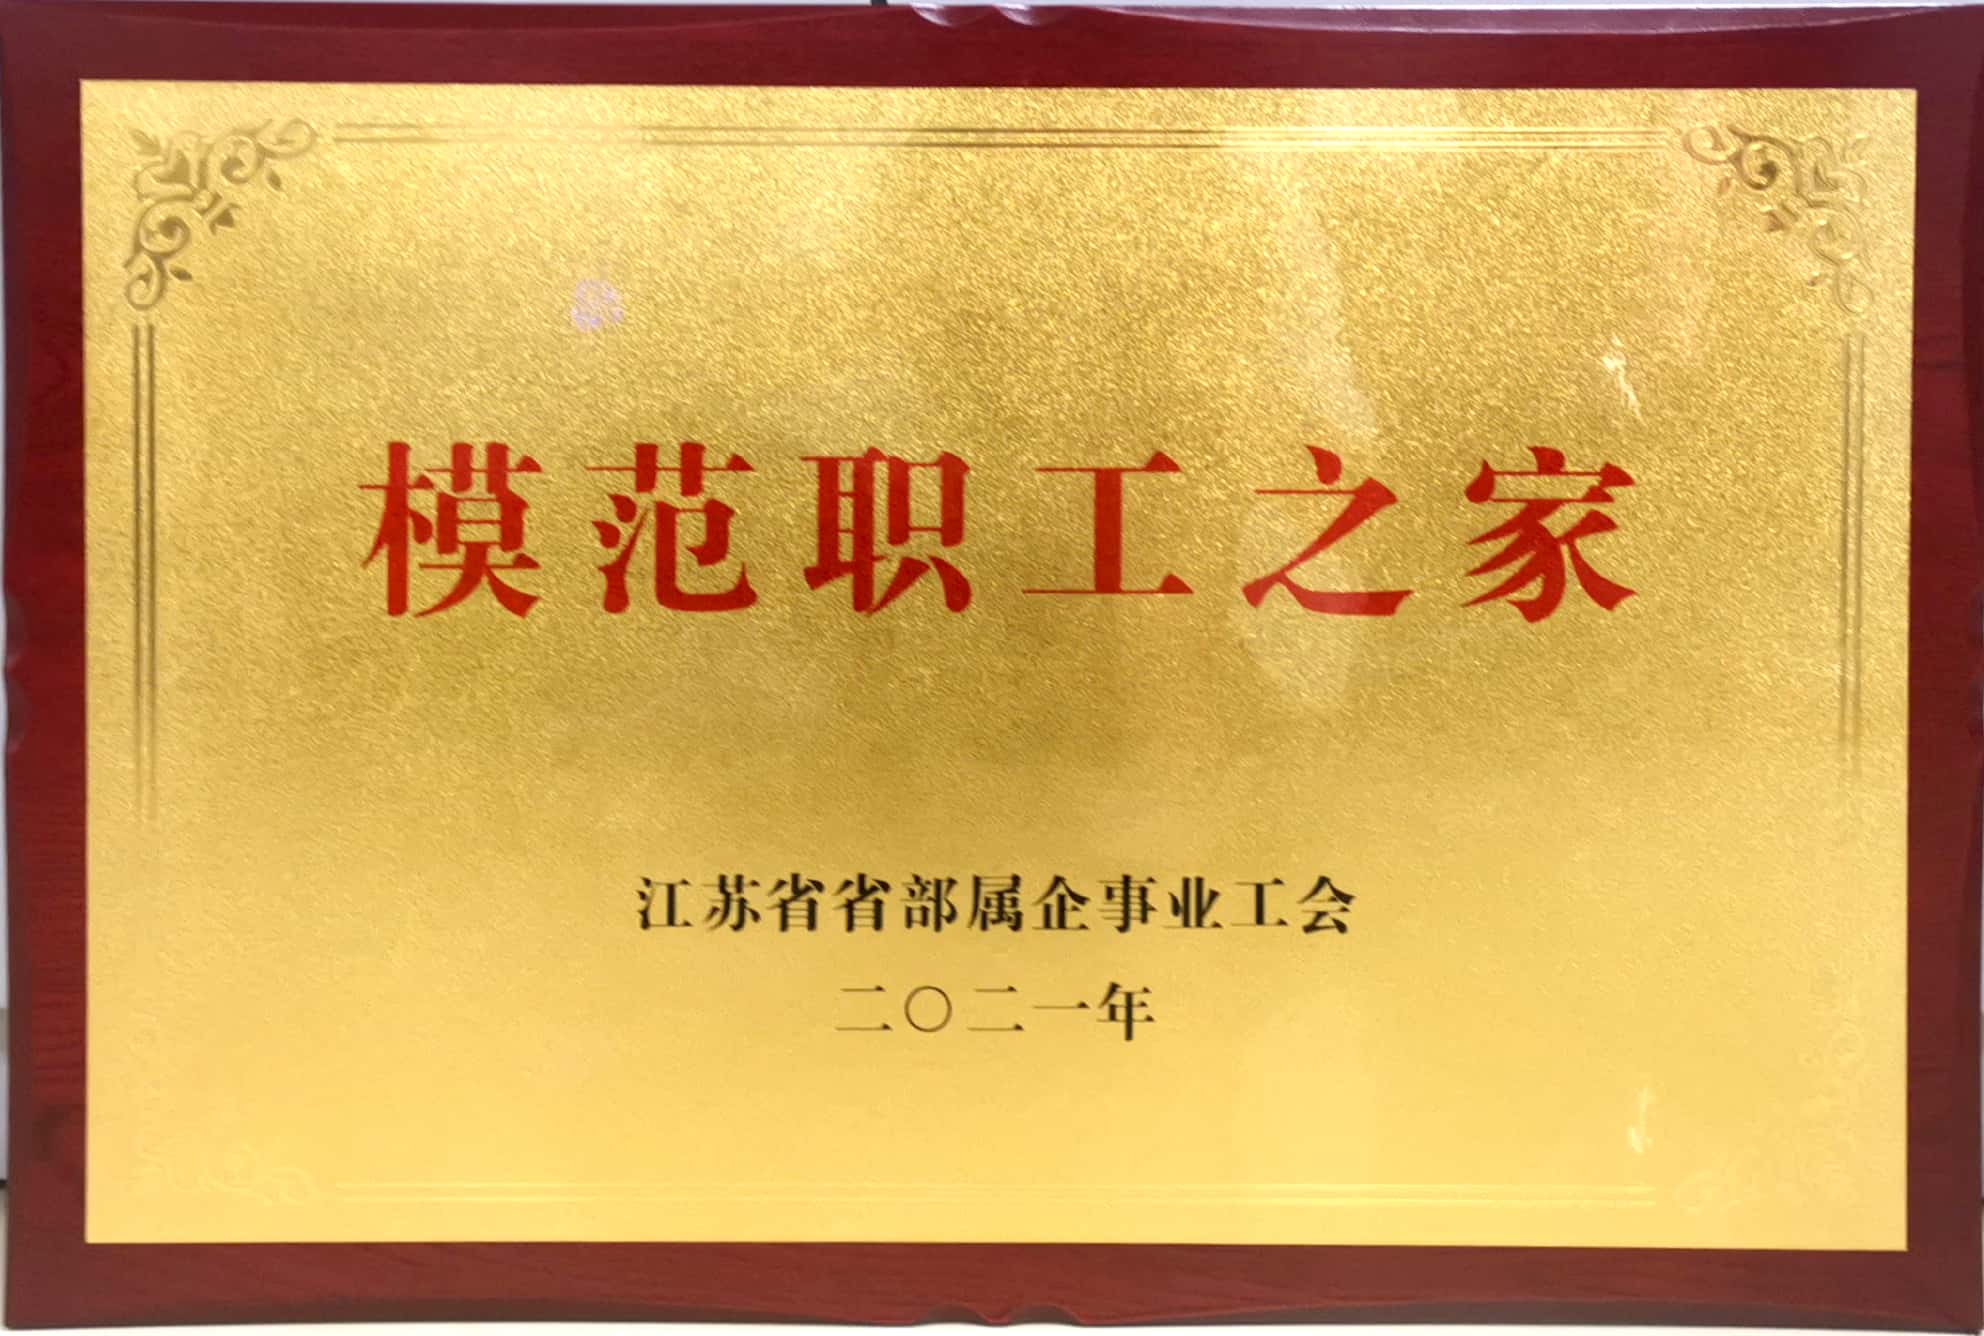 模范职工之家
江苏省省部属企事业工会
二〇二一年